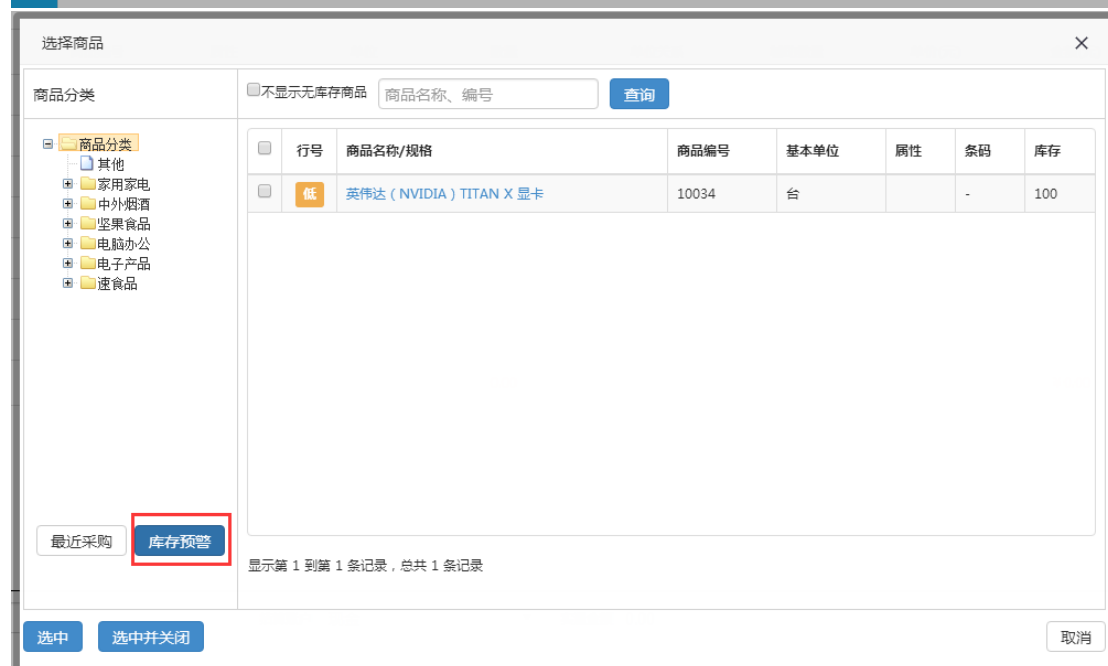 选择商品
商品分类
不显示无库存商品 商品名称、编号 查询
商品分类
其他
家用家电
中外烟酒
坚果食品
电脑办公
电子产品
速食品
行号 商品名称/规格 商品编号 基本单位 属性 条码 库存
低 英伟达（NVIDIA）TITAN X 显卡 10034 台 - 100
最近采购 库存预警
显示第 1 到第 1 条记录，总共 1 条记录
选中 选中并关闭 取消